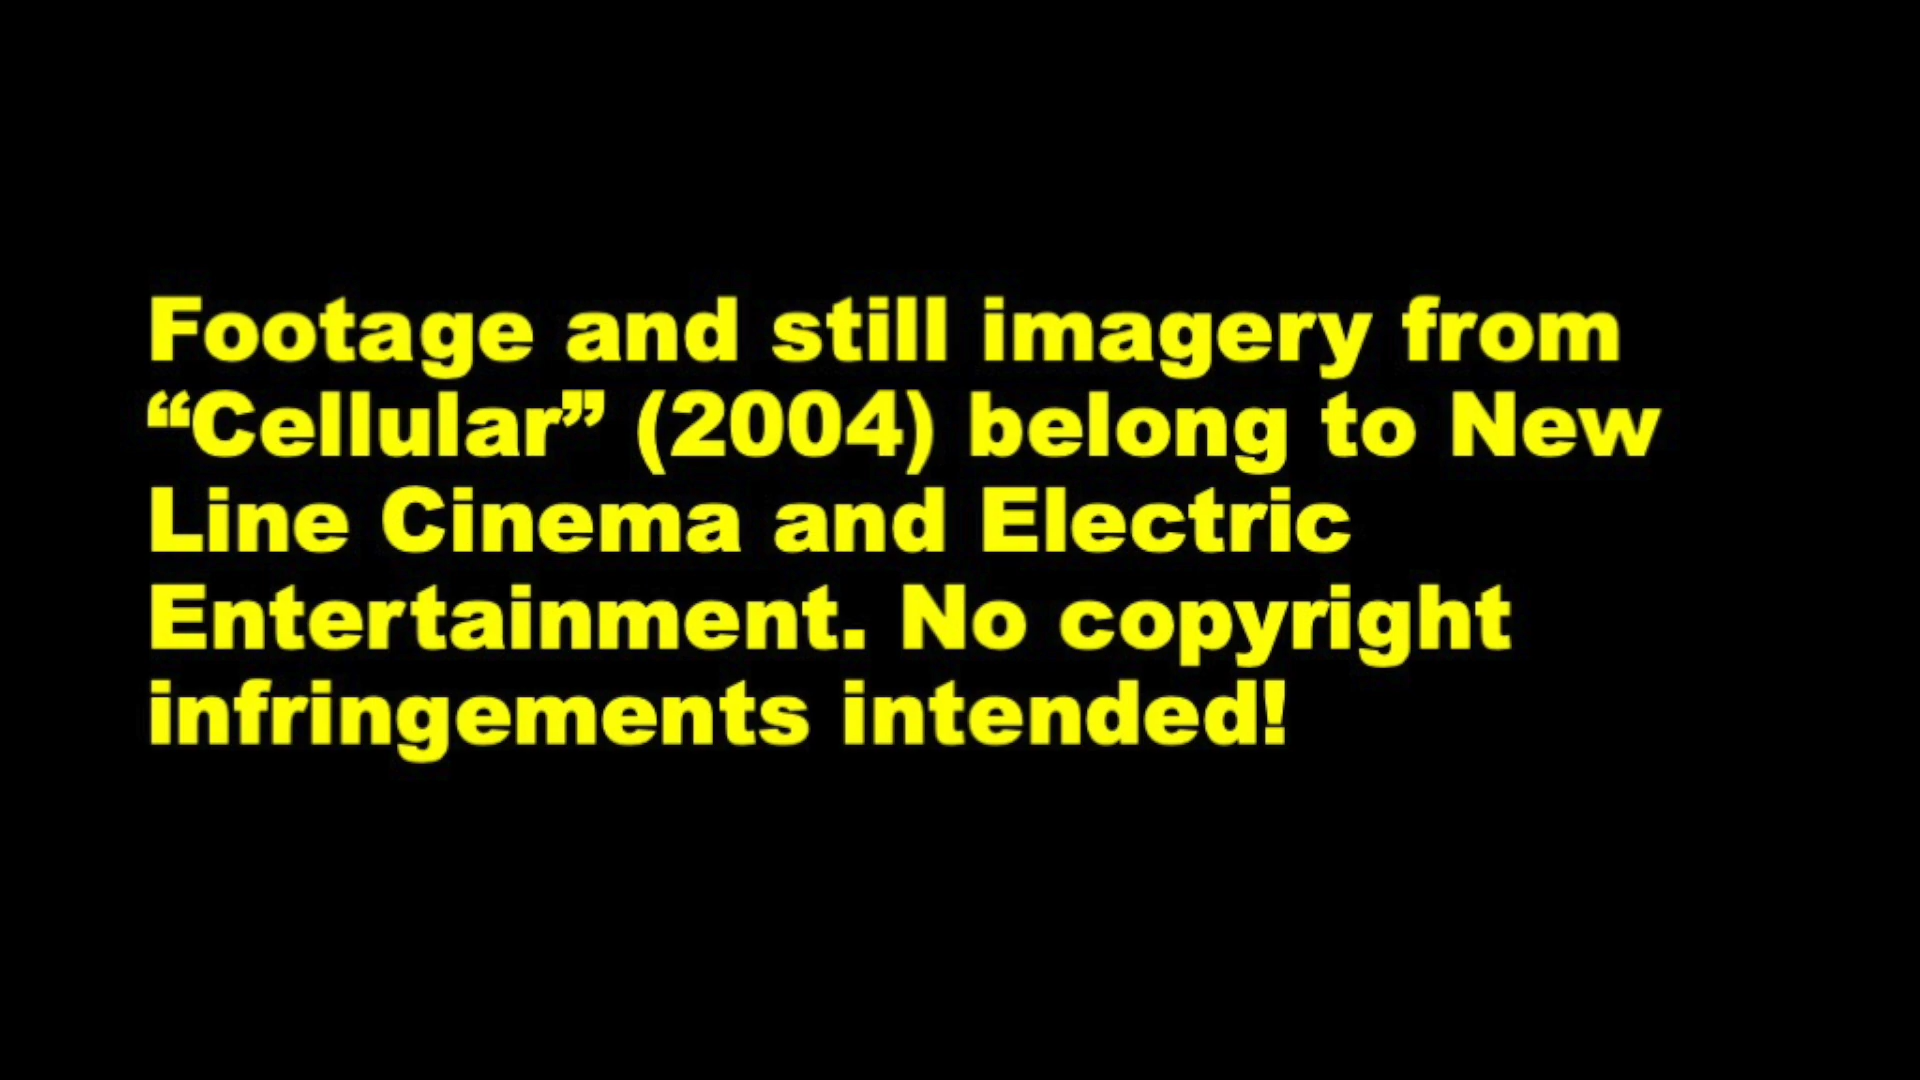 Footage and still imagery from
“Cellular” (2004) belong to New
Line Cinema and Electric
Entertainment. No copyright
infringements intended!